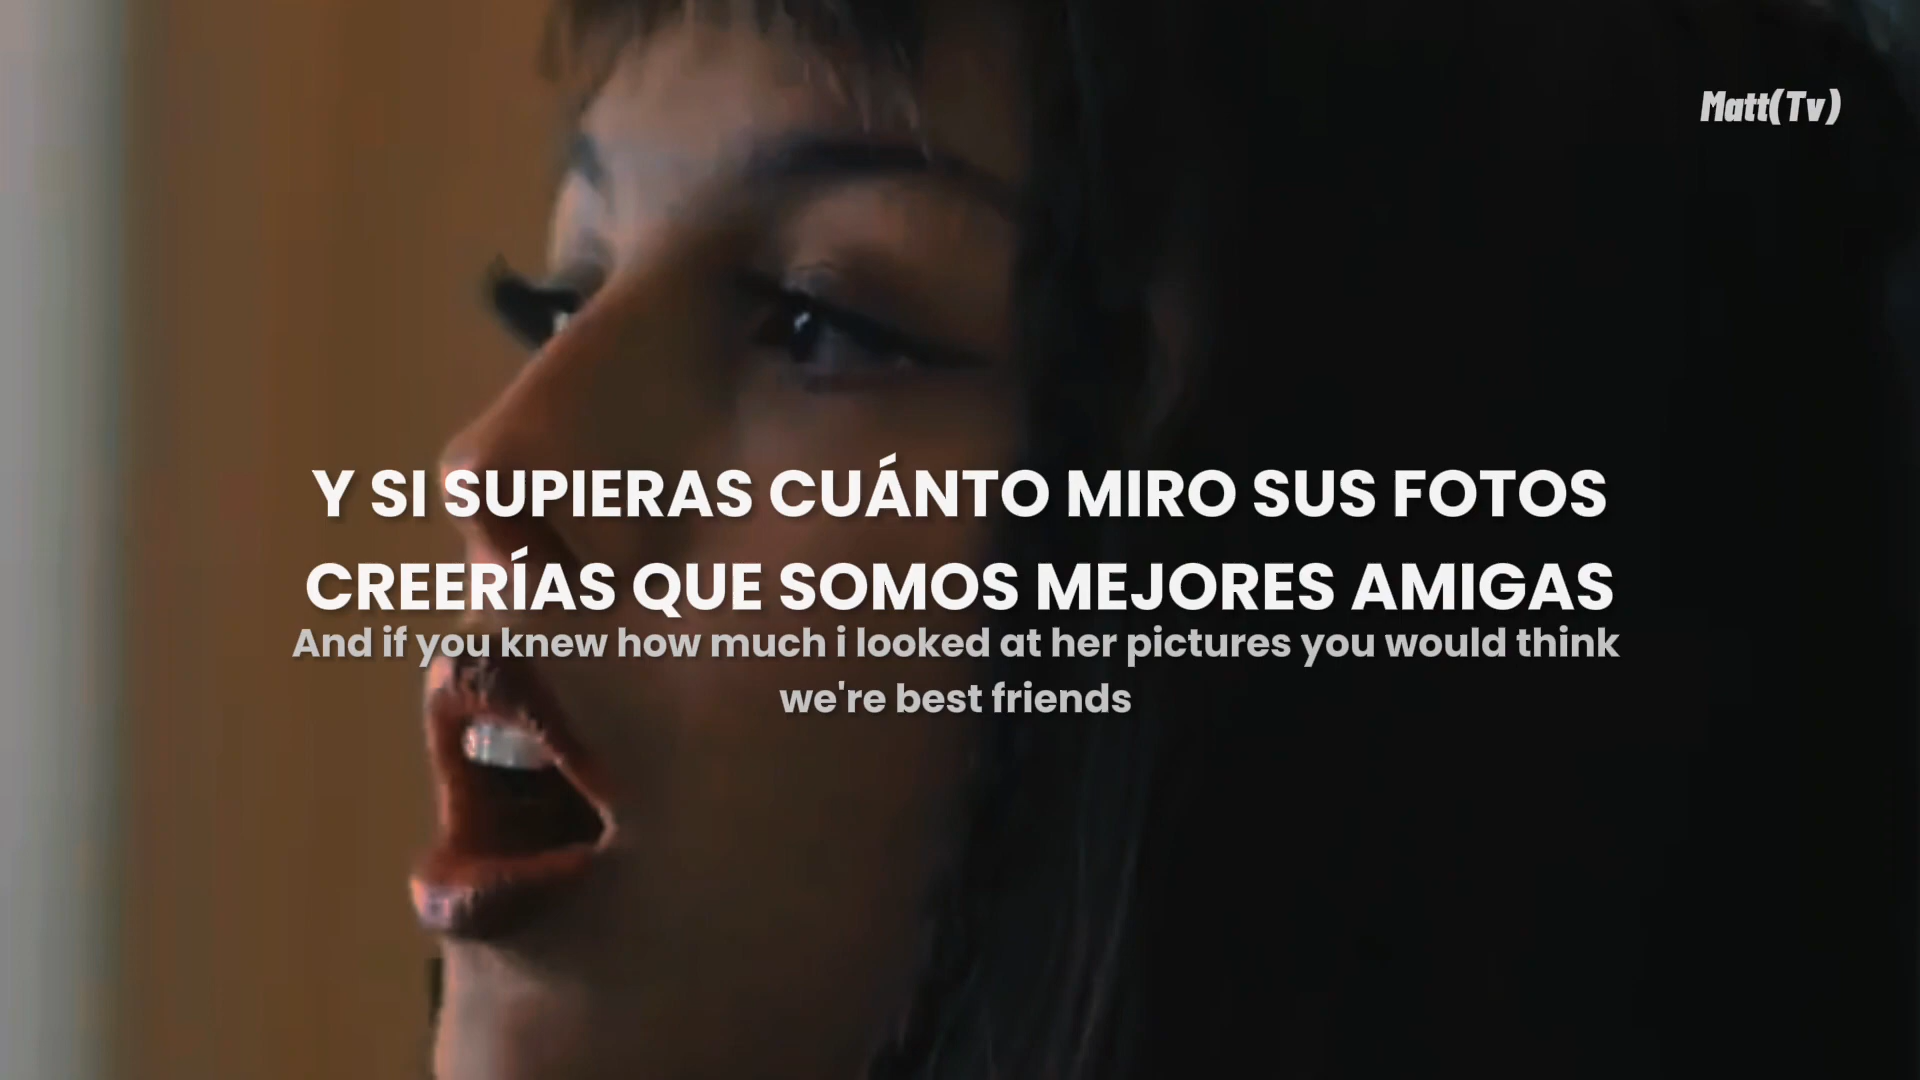 Matt(Tv)
Y SI SUPIERAS CUÁNTO MIRO SUS FOTOS
CREERÍAS QUE SOMOS MEJORES AMIGAS
And if you knew how much i looked at her pictures you would think
we're best friends